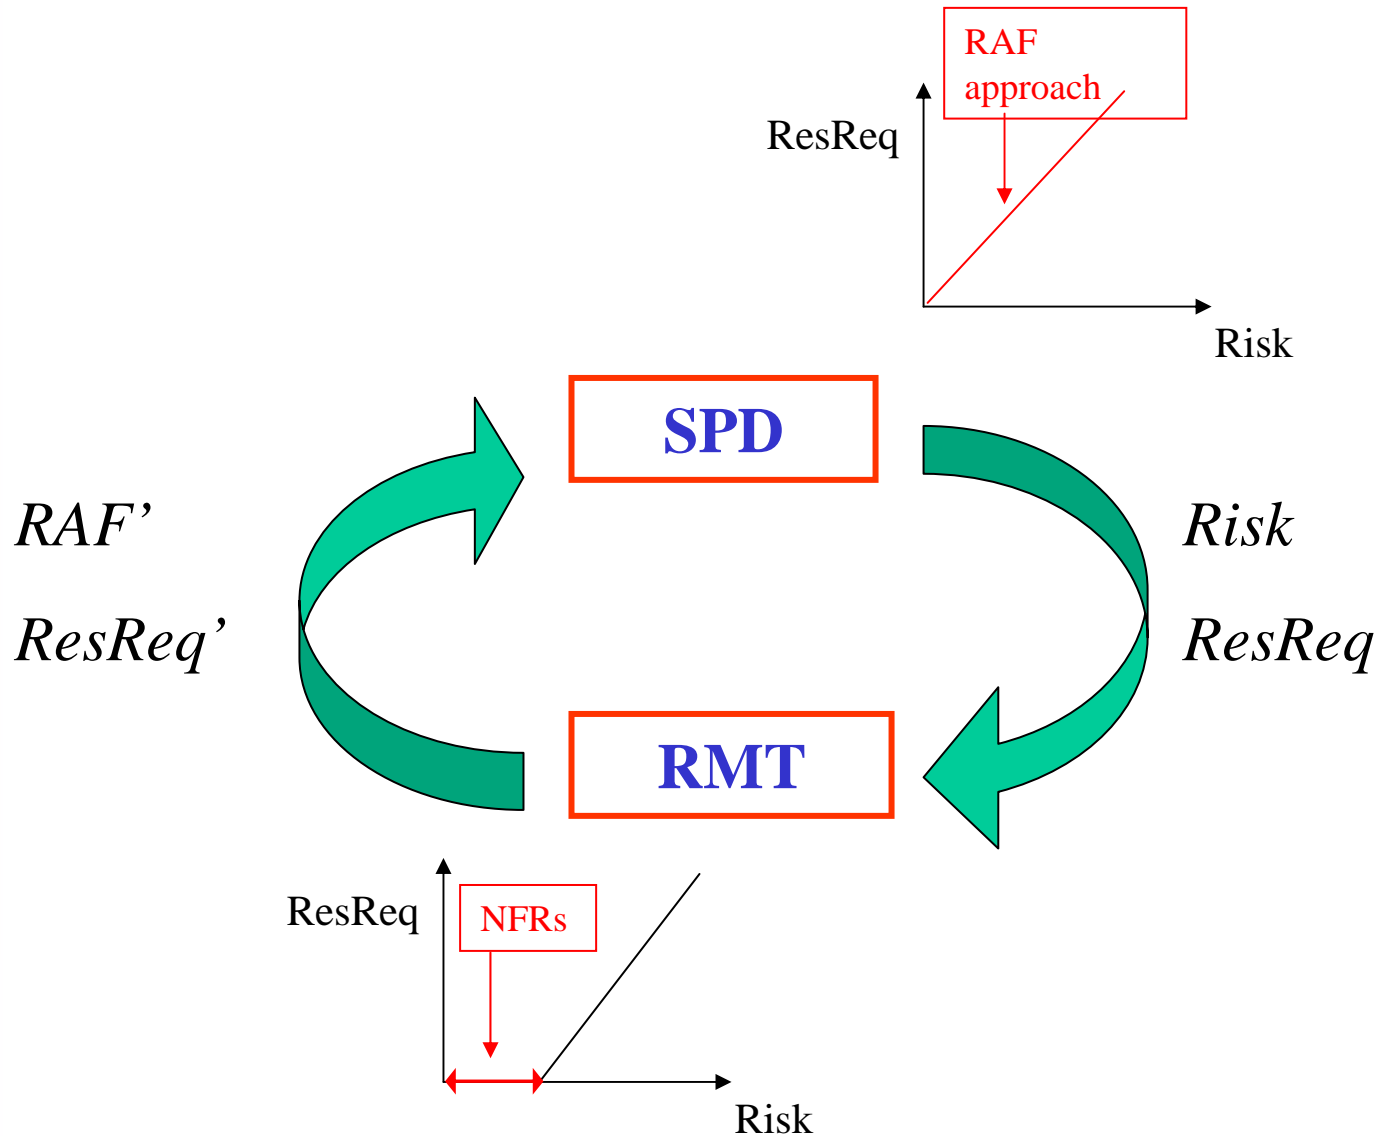 RAF
approach
ResReq
Risk
SPD
RAF’
Risk
ResReq’
ResReq
RMT
ResReq
NFRs
Risk